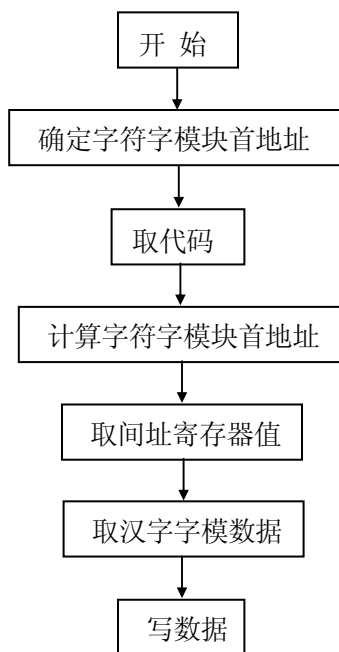 开 始
确定字符字模块首地址
取代码
计算字符字模块首地址
取间址寄存器值
取汉字字模数据
写数据